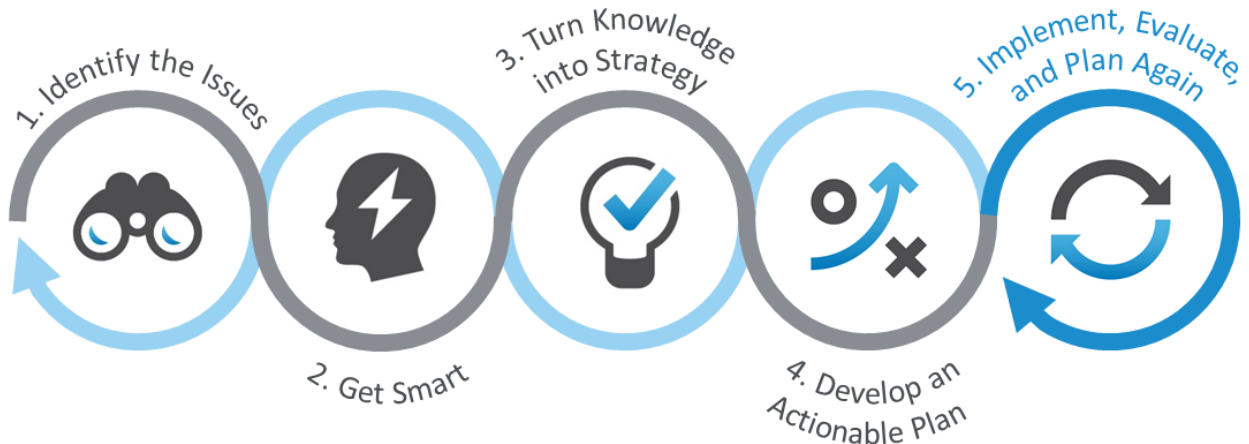 1. Identify the Issues
2. Get Smart
3. Turn Knowledge
into Strategy
4. Develop an
Actionable Plan
5. Implement, Evaluate,
and Plan Again